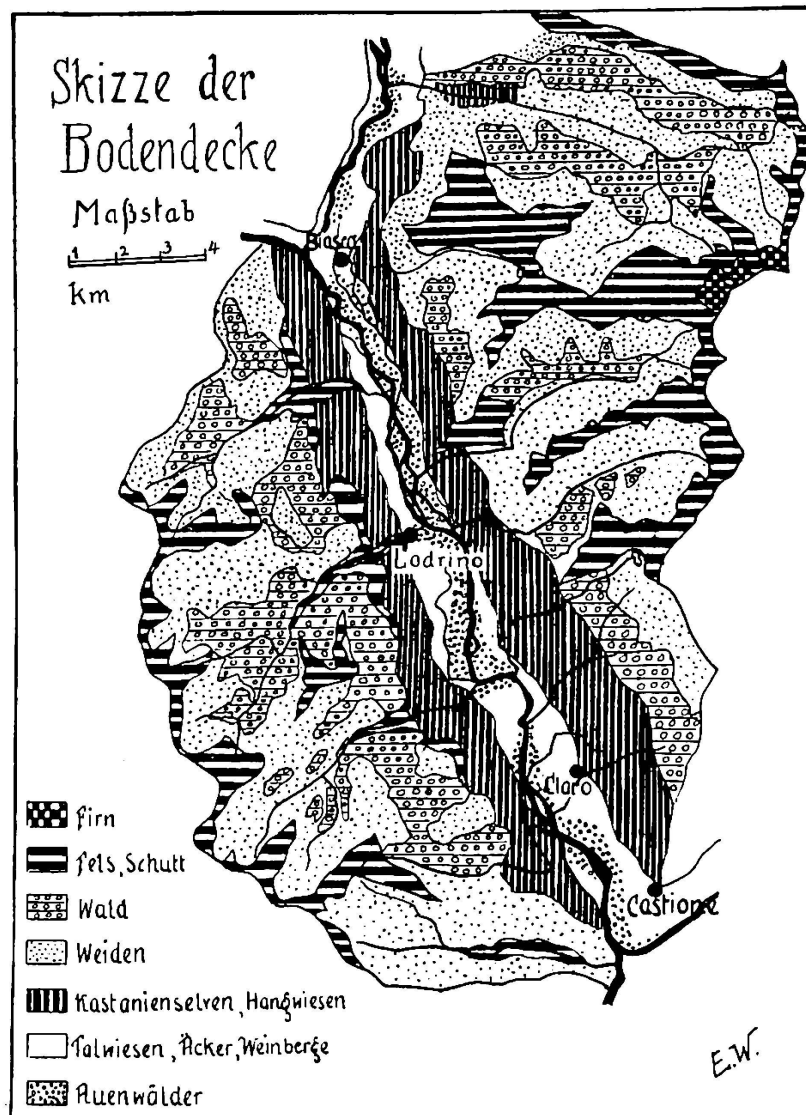 Skizze der
Bodendecke
Maßstab
1 2 3 4
km
Biasca
Lodrino
Claro
Castione
Firn
Fels, Schutt
Wald
Weiden
Kastanienselven, Hangwiesen
Talwiesen, Äcker, Weinberge
Auenwälder
E.W.